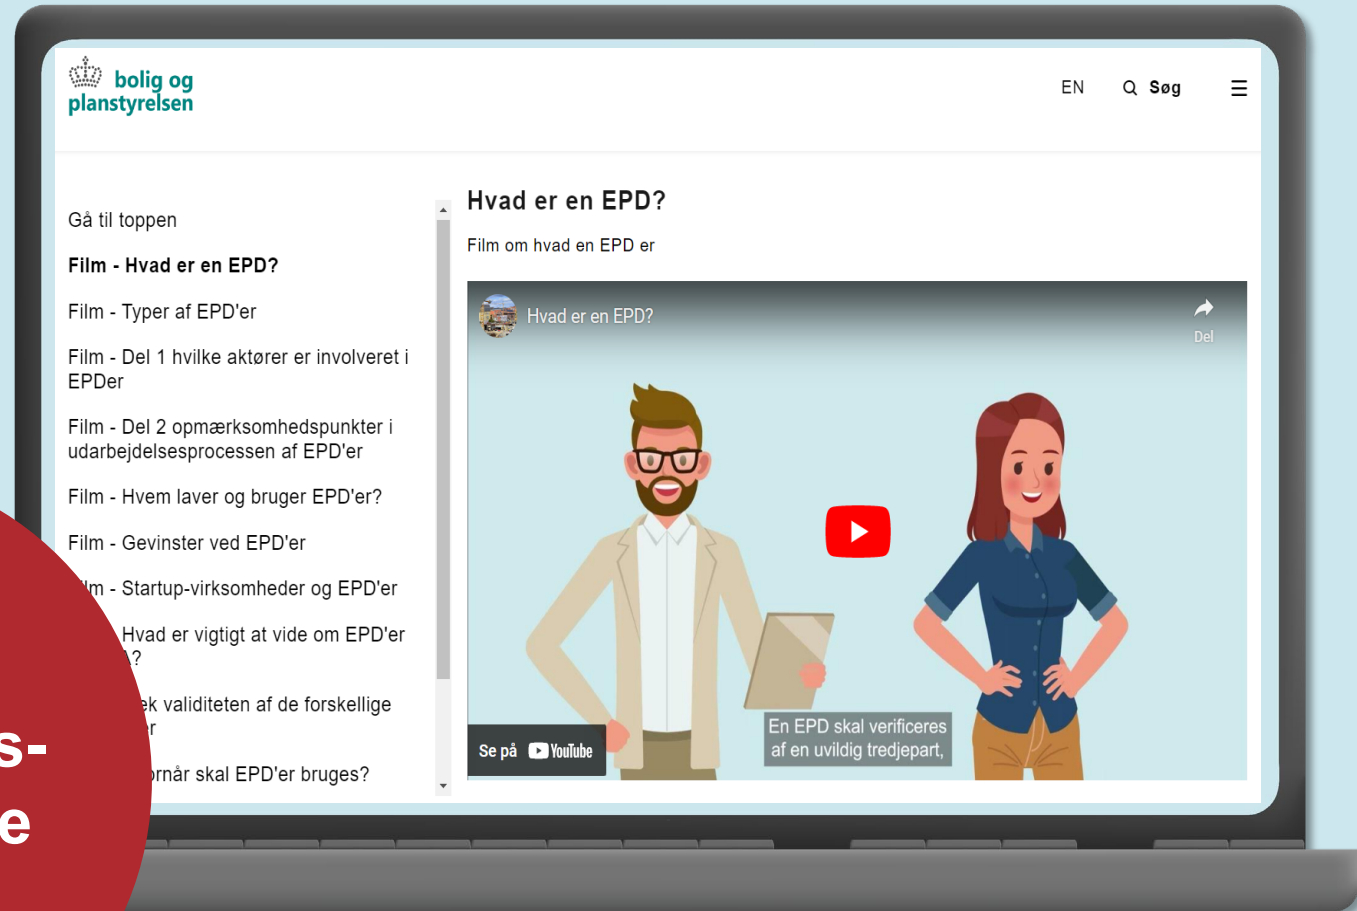 bolig og
planstyrelsen
EN
Søg
Gå til toppen
Film - Hvad er en EPD?
Film - Typer af EPD'er
Film - Del 1 hvilke aktører er involveret i
EPDer
Film - Del 2 opmærksomhedspunkter i
udarbejdelsesprocessen af EPD'er
Film - Hvem laver og bruger EPD'er?
Film - Gevinster ved EPD'er
- Startup-virksomheder og EPD'er
Hvad er vigtigt at vide om EPD'er
?
validiteten af de forskellige
skal EPD'er bruges?
Hvad er en EPD?
Film om hvad en EPD er
Hvad er en EPD?
Del
En EPD skal verificeres
af en uvildig tredjepart,
Se på YouTube
s-
e